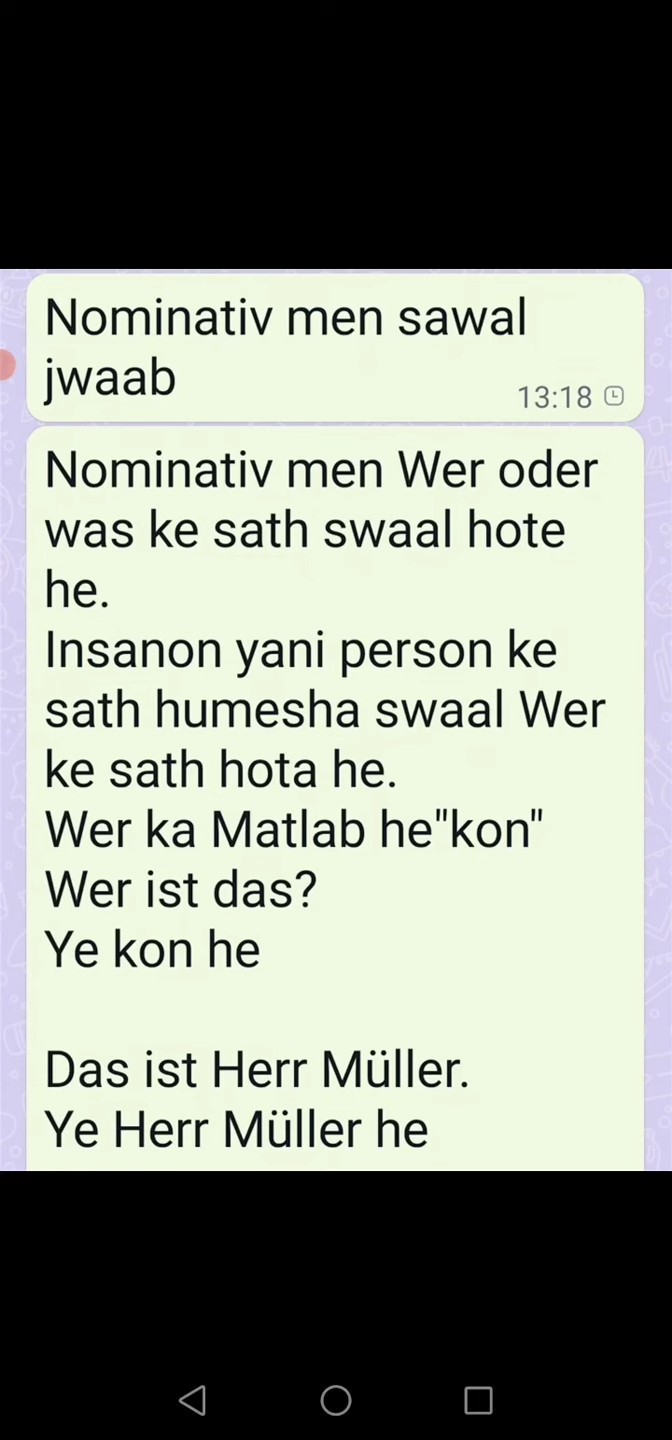 Nominativ men sawal
jwaab
13:18
Nominativ men Wer oder
was ke sath swaal hote
he.
Insanon yani person ke
sath humesha swaal Wer
ke sath hota he.
Wer ka Matlab he"kon"
Wer ist das?
Ye kon he
Das ist Herr Müller.
Ye Herr Müller he